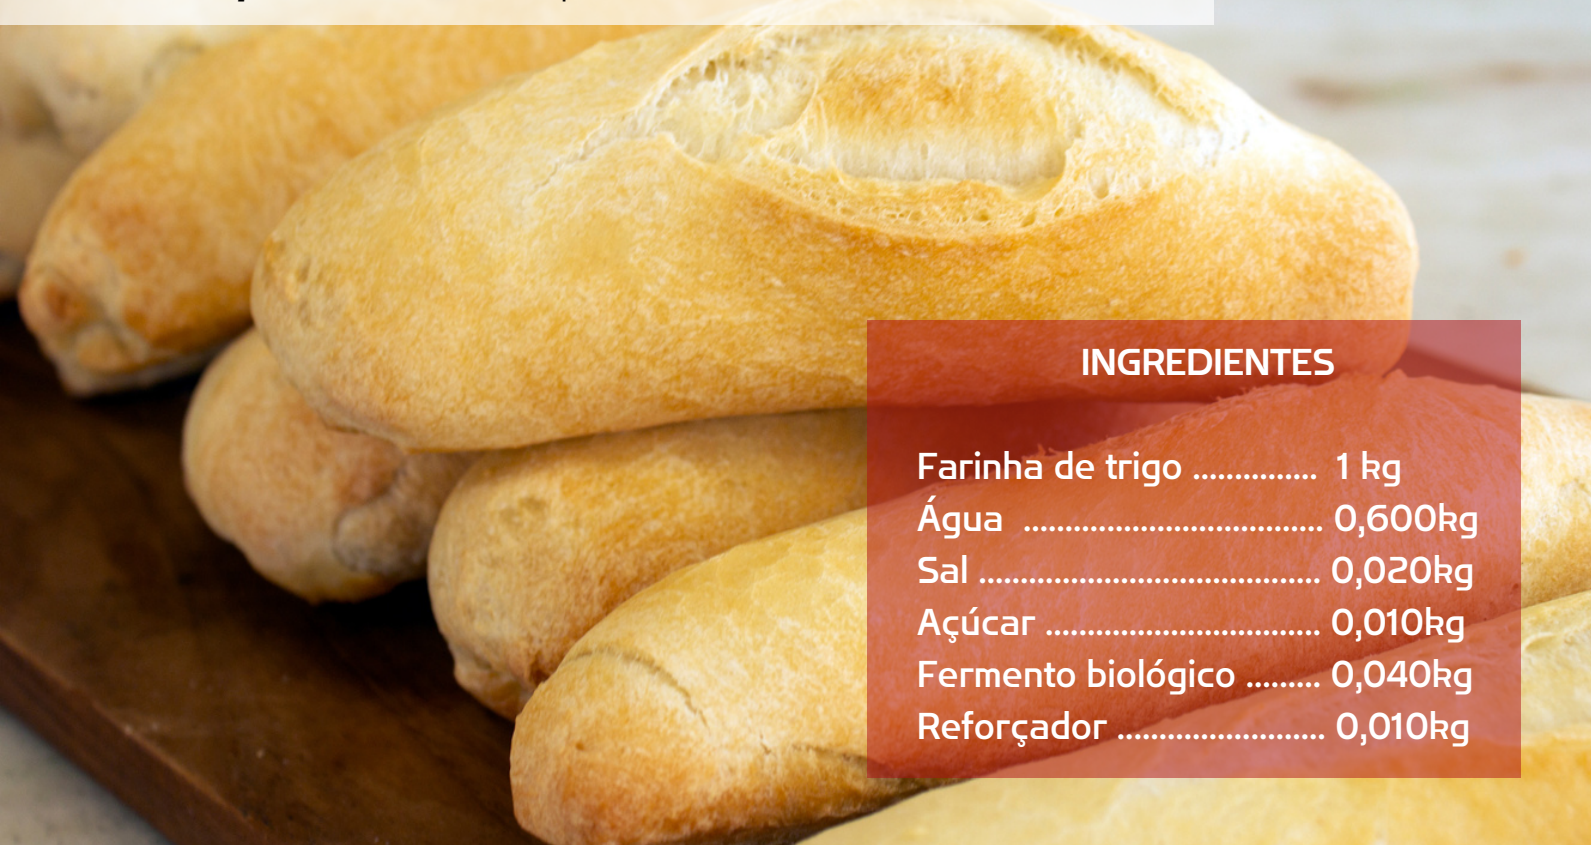 INGREDIENTES
Farinha de trigo ............... 1 kg
Água .................................... 0,600kg
Sal ......................................... 0,020kg
Açúcar ................................. 0,010kg
Fermento biológico ......... 0,040kg
Reforçador ......................... 0,010kg